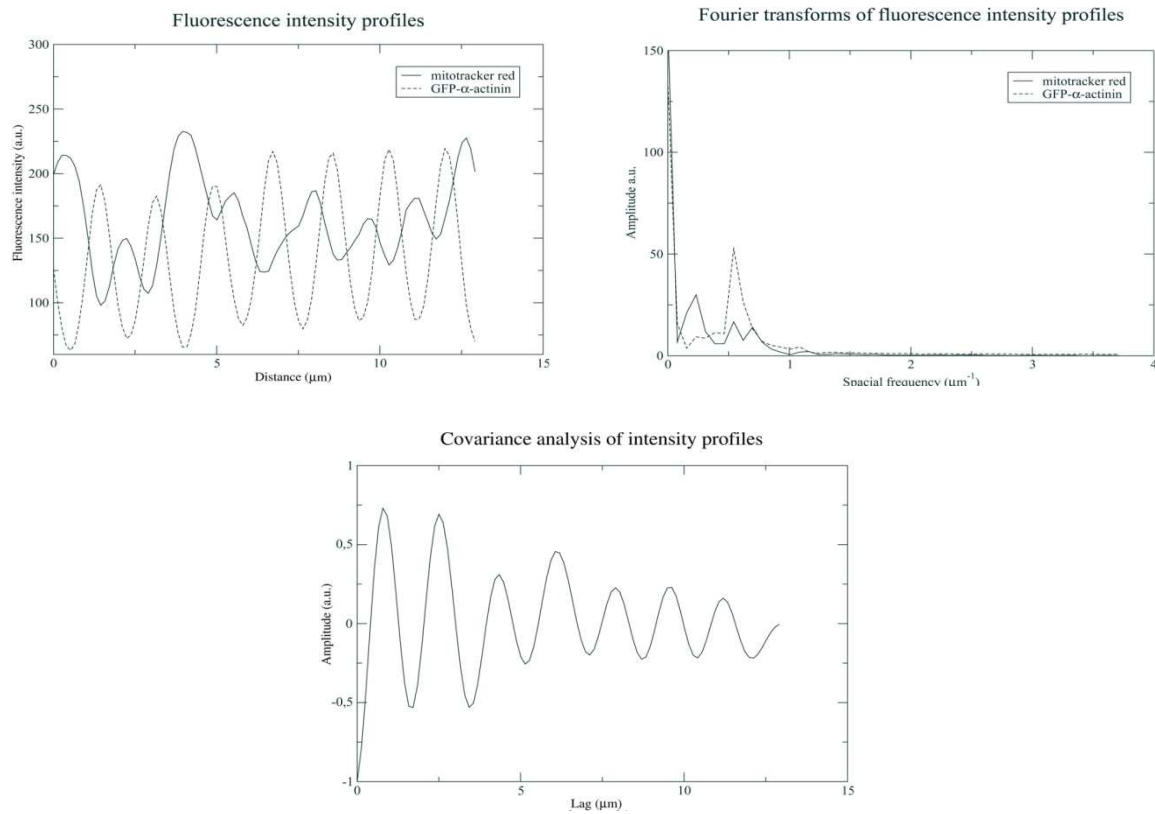 Fluorescence intensity profiles
300
250
200
150
100
Fluorescence intensity (a.u.)
mitotracker red
GFP-α-actinin
0
5
10
15
Distance (μm)
Fourier transforms of fluorescence intensity profiles
150
100
50
0
Amplitude a.u.
mitotracker red
GFP-α-actinin
0
1
2
3
4
Spacial frequency (μm⁻¹)
Covariance analysis of intensity profiles
1
0,5
0
-0,5
-1
Amplitude (a.u.)
0
5
10
15
Lag (μm)